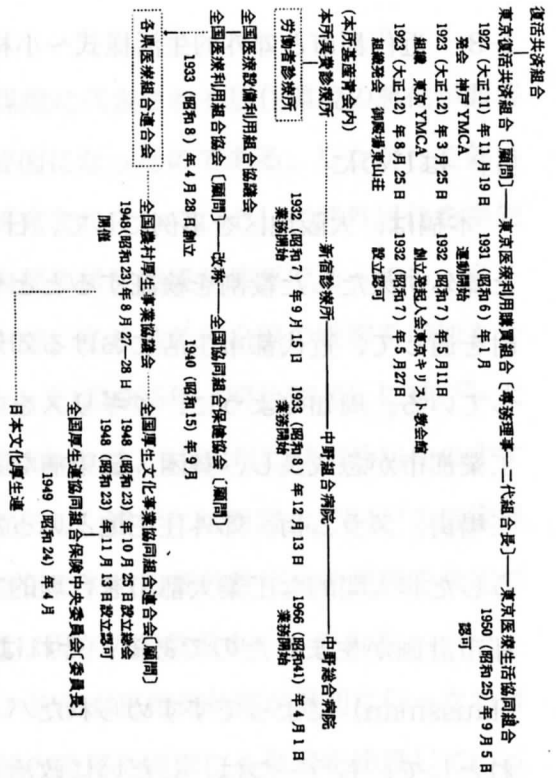 復活共済組合
東京復活共済組合〔顧問〕──東京医療利用購買組合〔専務理事―二代組合長〕──東京医療生活協同組合
1927（大正11）年11月19日 1931（昭和6）年1月 1950（昭和25）年9月5日
発会 神戸YMCA 運動開始 認可
1923（大正12）年3月25日 1932（昭和7）年5月11日
組織 東京YMCA 創立発起人会東京キリスト教会館
1923（大正12）年8月25日 1932（昭和7）年5月27日
組織発会 御殿場東山荘 設立認可
（本所基産青会内）
本所実費診療所──新宿診療所──中野組合病院──中野総合病院
1932（昭和7）年9月15日 1933（昭和8）年12月13日 1966（昭和41）年4月1日
業務開始 業務開始 業務開始
労働者診療所
全国医療設備利用組合協議会
全国医療利用組合協会〔顧問〕──改称──全国協同組合保健協会〔顧問〕
1933（昭和8）年4月28日創立 1940（昭和15）年9月
各県医療組合連合会 全国農村厚生事業協議会 全国厚生文化事業協同組合連合会〔顧問〕
1948（昭和23）年8月27～28日 1948（昭和23）年10月25日設立総会
開催 1948（昭和23）年11月13日設立認可
全国厚生連協同組合保険中央委員会〔委員長〕
1949（昭和24）年4月
日本文化厚生連